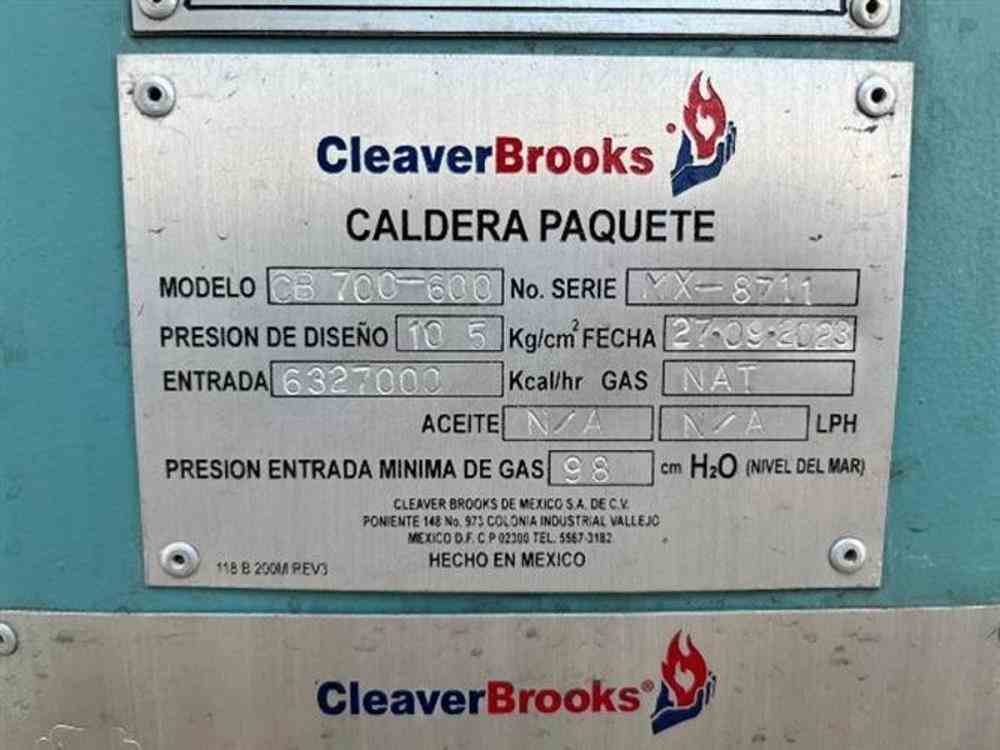 CleaverBrooks®
CALDERA PAQUETE
MODELO CB 700-600 No. SERIE MX-8711
PRESION DE DISEÑO 10 5 Kg/cm² FECHA 27·09·2023
ENTRADA 6327000 Kcal/hr GAS NAT
ACEITE N/A N/A LPH
PRESION ENTRADA MINIMA DE GAS 98 cm H₂O (NIVEL DEL MAR)
CLEAVER BROOKS DE MEXICO S.A. DE C.V.
PONIENTE 148 No. 973 COLONIA INDUSTRIAL VALLEJO
MEXICO D.F. C P 02300 TEL. 5567-3182
HECHO EN MEXICO
118 B 200M REV3
CleaverBrooks®